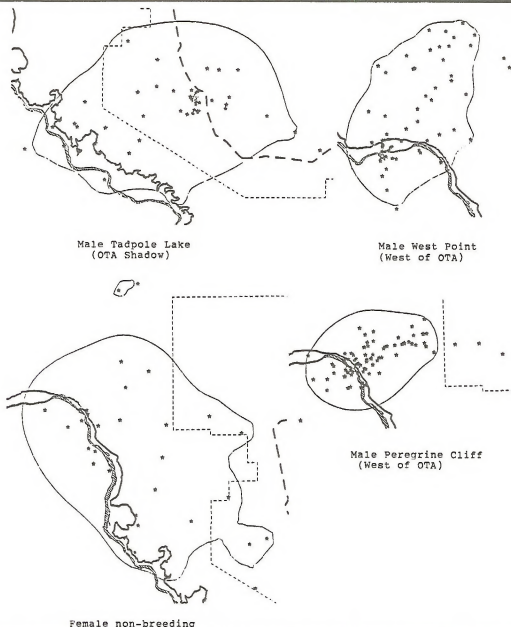 Male Tadpole Lake
(OTA Shadow)
Male West Point
(West of OTA)
Male Peregrine Cliff
(West of OTA)
Female non-breeding